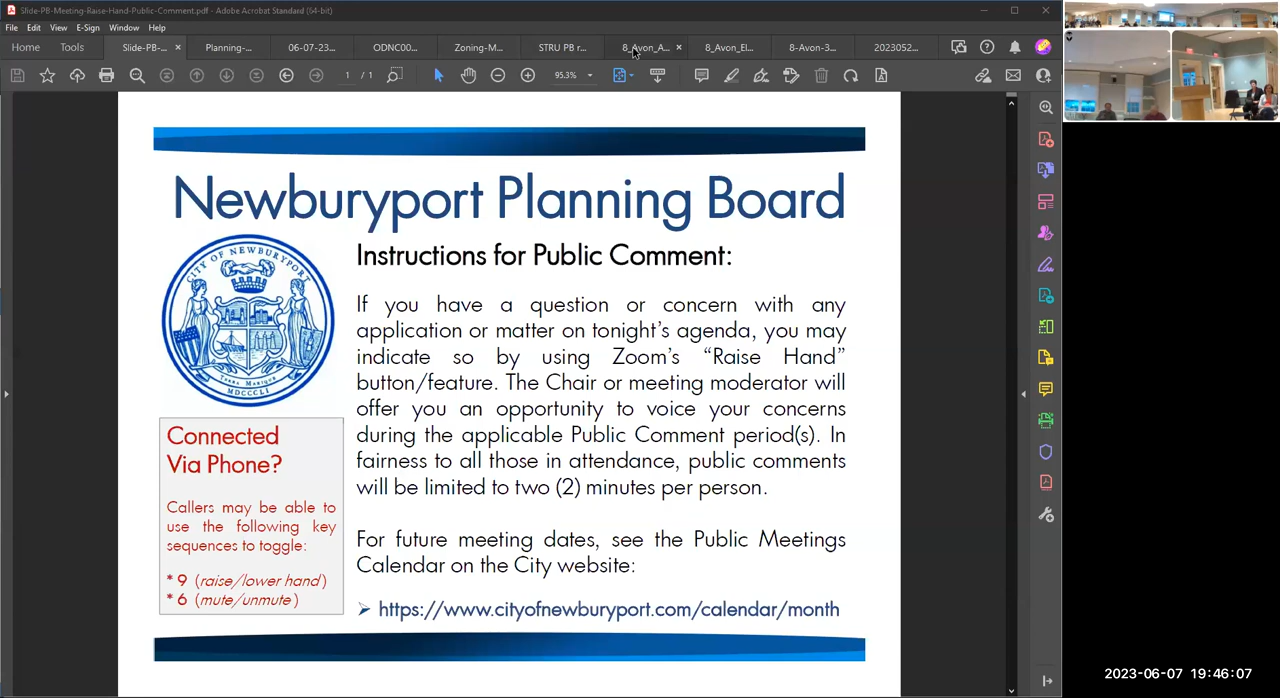 Slide-PB-Meeting-Raise-Hand-Public-Comment.pdf - Adobe Acrobat Standard (64-bit)
File Edit View E-Sign Window Help
Home Tools Slide-PB-... × Planning-... 06-07-23... ODNC00... Zoning-M... STRU PB r... 8_Avon_3... × 8_Avon_El... 8-Avon-3... 2023052...
1 / 1 95.3%
Newburyport Planning Board
CITY OF NEWBURYPORT
TERRA MARIQUE
MDCCCLI
Instructions for Public Comment:
If you have a question or concern with any
application or matter on tonight's agenda, you may
indicate so by using Zoom's "Raise Hand"
button/feature. The Chair or meeting moderator will
offer you an opportunity to voice your concerns
during the applicable Public Comment period(s). In
fairness to all those in attendance, public comments
will be limited to two (2) minutes per person.
For future meeting dates, see the Public Meetings
Calendar on the City website:
➢ https://www.cityofnewburyport.com/calendar/month
Connected
Via Phone?
Callers may be able to
use the following key
sequences to toggle:
* 9 (raise/lower hand)
* 6 (mute/unmute)
2023-06-07 19:46:07